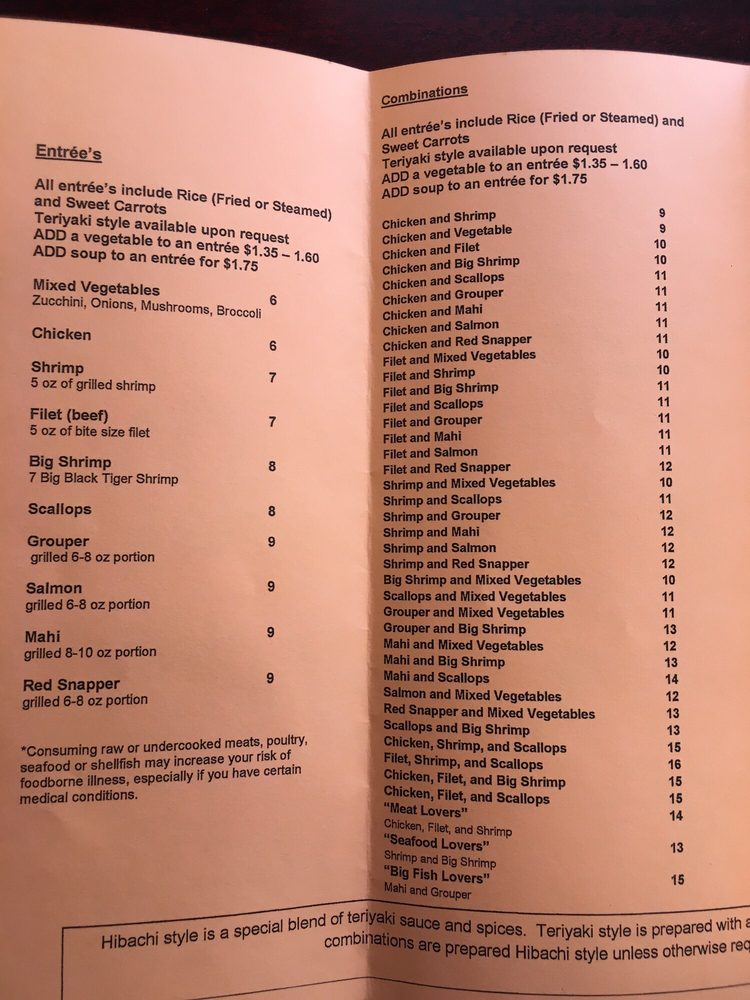 Entrée's
All entrée's include Rice (Fried or Steamed)
and Sweet Carrots
Teriyaki style available upon request
ADD a vegetable to an entrée $1.35 – 1.60
ADD soup to an entrée for $1.75
Mixed Vegetables 6
Zucchini, Onions, Mushrooms, Broccoli
Chicken 6
Shrimp 7
5 oz of grilled shrimp
Filet (beef) 7
5 oz of bite size filet
Big Shrimp 8
7 Big Black Tiger Shrimp
Scallops 8
Grouper 9
grilled 6-8 oz portion
Salmon 9
grilled 6-8 oz portion
Mahi 9
grilled 8-10 oz portion
Red Snapper 9
grilled 6-8 oz portion
*Consuming raw or undercooked meats, poultry,
seafood or shellfish may increase your risk of
foodborne illness, especially if you have certain
medical conditions.
Combinations
All entrée's include Rice (Fried or Steamed) and
Sweet Carrots
Teriyaki style available upon request
ADD a vegetable to an entrée $1.35 – 1.60
ADD soup to an entrée for $1.75
Chicken and Shrimp 9
Chicken and Vegetable 9
Chicken and Filet 10
Chicken and Big Shrimp 10
Chicken and Scallops 11
Chicken and Grouper 11
Chicken and Mahi 11
Chicken and Salmon 11
Chicken and Red Snapper 11
Filet and Mixed Vegetables 10
Filet and Shrimp 10
Filet and Big Shrimp 11
Filet and Scallops 11
Filet and Grouper 11
Filet and Mahi 11
Filet and Salmon 11
Filet and Red Snapper 12
Shrimp and Mixed Vegetables 10
Shrimp and Scallops 11
Shrimp and Grouper 12
Shrimp and Mahi 12
Shrimp and Salmon 12
Shrimp and Red Snapper 12
Big Shrimp and Mixed Vegetables 10
Scallops and Mixed Vegetables 11
Grouper and Mixed Vegetables 11
Grouper and Big Shrimp 13
Mahi and Mixed Vegetables 12
Mahi and Big Shrimp 13
Mahi and Scallops 14
Salmon and Mixed Vegetables 12
Red Snapper and Mixed Vegetables 13
Scallops and Big Shrimp 13
Chicken, Shrimp, and Scallops 15
Filet, Shrimp, and Scallops 16
Chicken, Filet, and Big Shrimp 15
Chicken, Filet, and Scallops 15
"Meat Lovers" 14
Chicken, Filet, and Shrimp
"Seafood Lovers" 13
Shrimp and Big Shrimp
"Big Fish Lovers" 15
Mahi and Grouper
Hibachi style is a special blend of teriyaki sauce and spices. Teriyaki style is prepared with a
combinations are prepared Hibachi style unless otherwise req